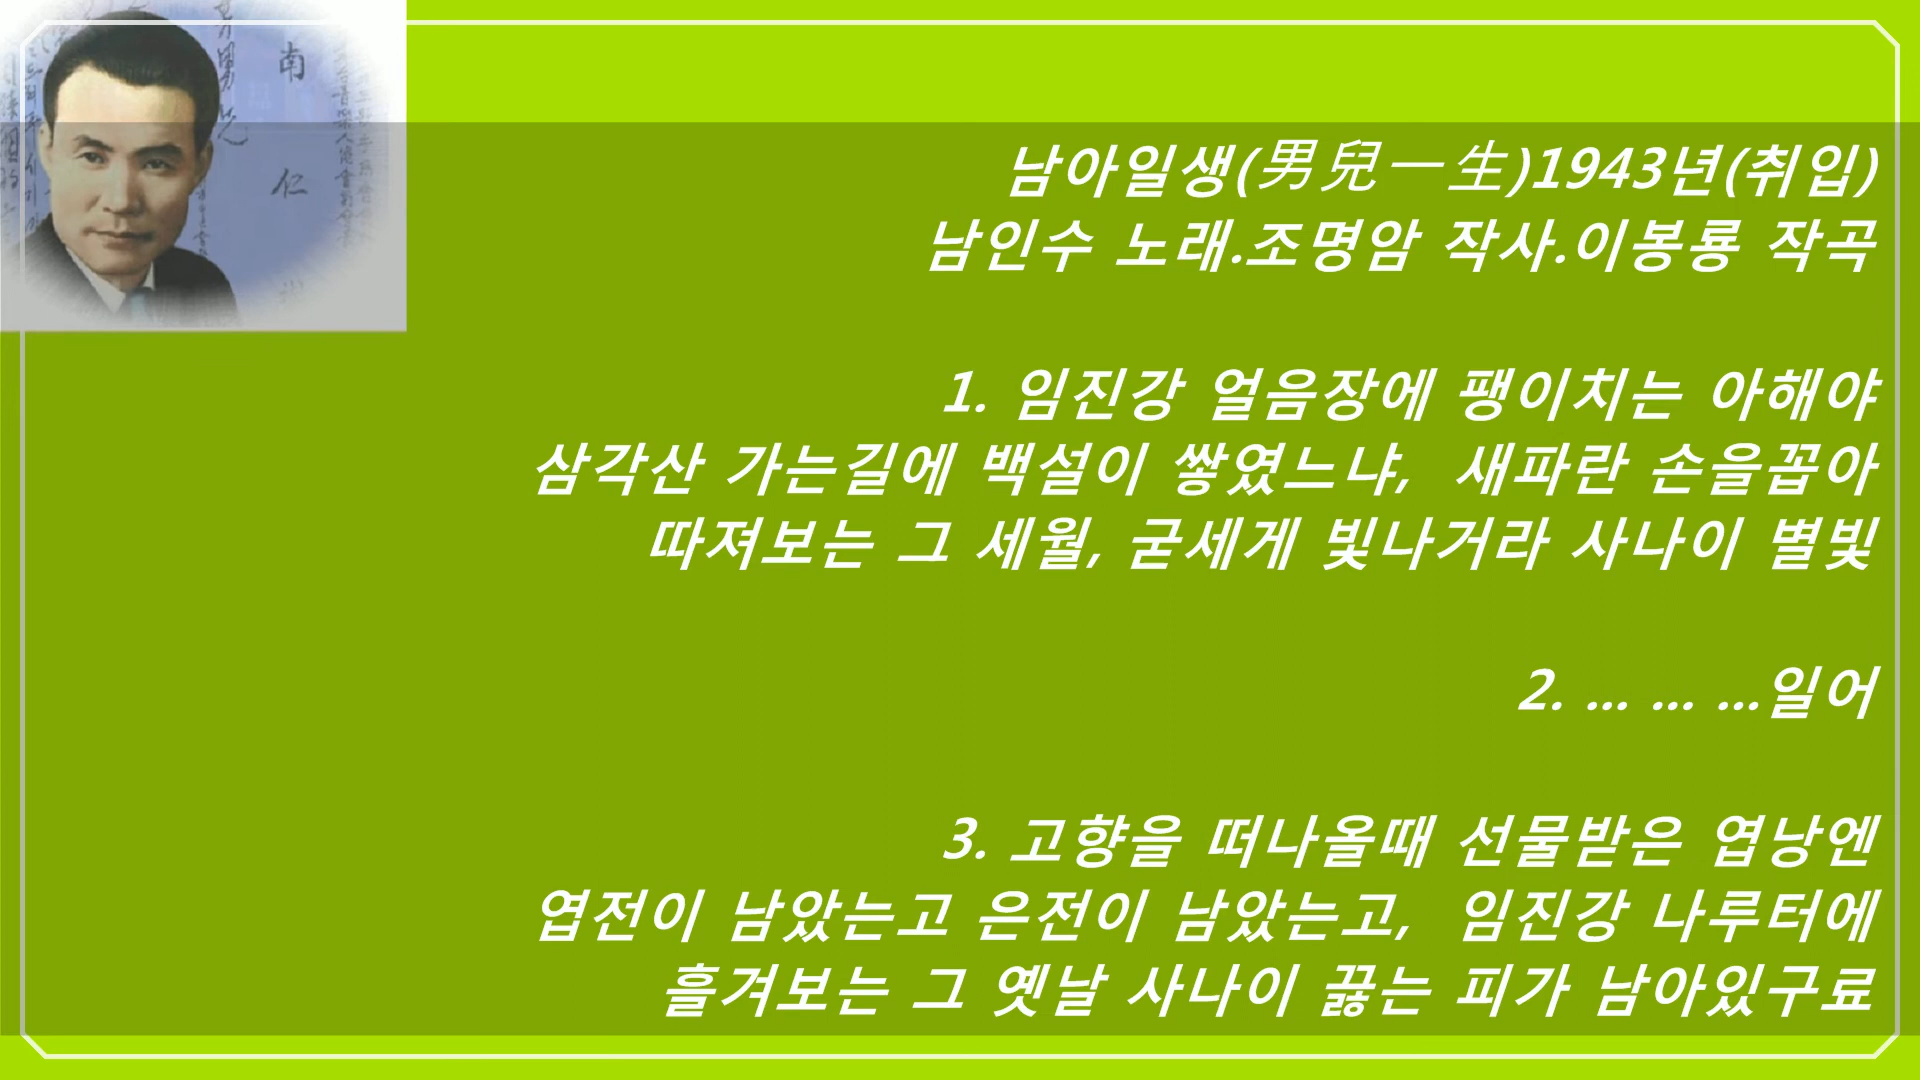 남아일생(男兒一生)1943년(취입)
남인수 노래.조명암 작사.이봉룡 작곡
1. 임진강 얼음장에 팽이치는 아해야
삼각산 가는길에 백설이 쌓였느냐, 새파란 손을꼽아
따져보는 그 세월, 굳세게 빛나거라 사나이 별빛
2. ... ... ...일어
3. 고향을 떠나올때 선물받은 엽낭엔
엽전이 남았는고 은전이 남았는고, 임진강 나루터에
흘겨보는 그 옛날 사나이 끓는 피가 남아있구료
南
仁